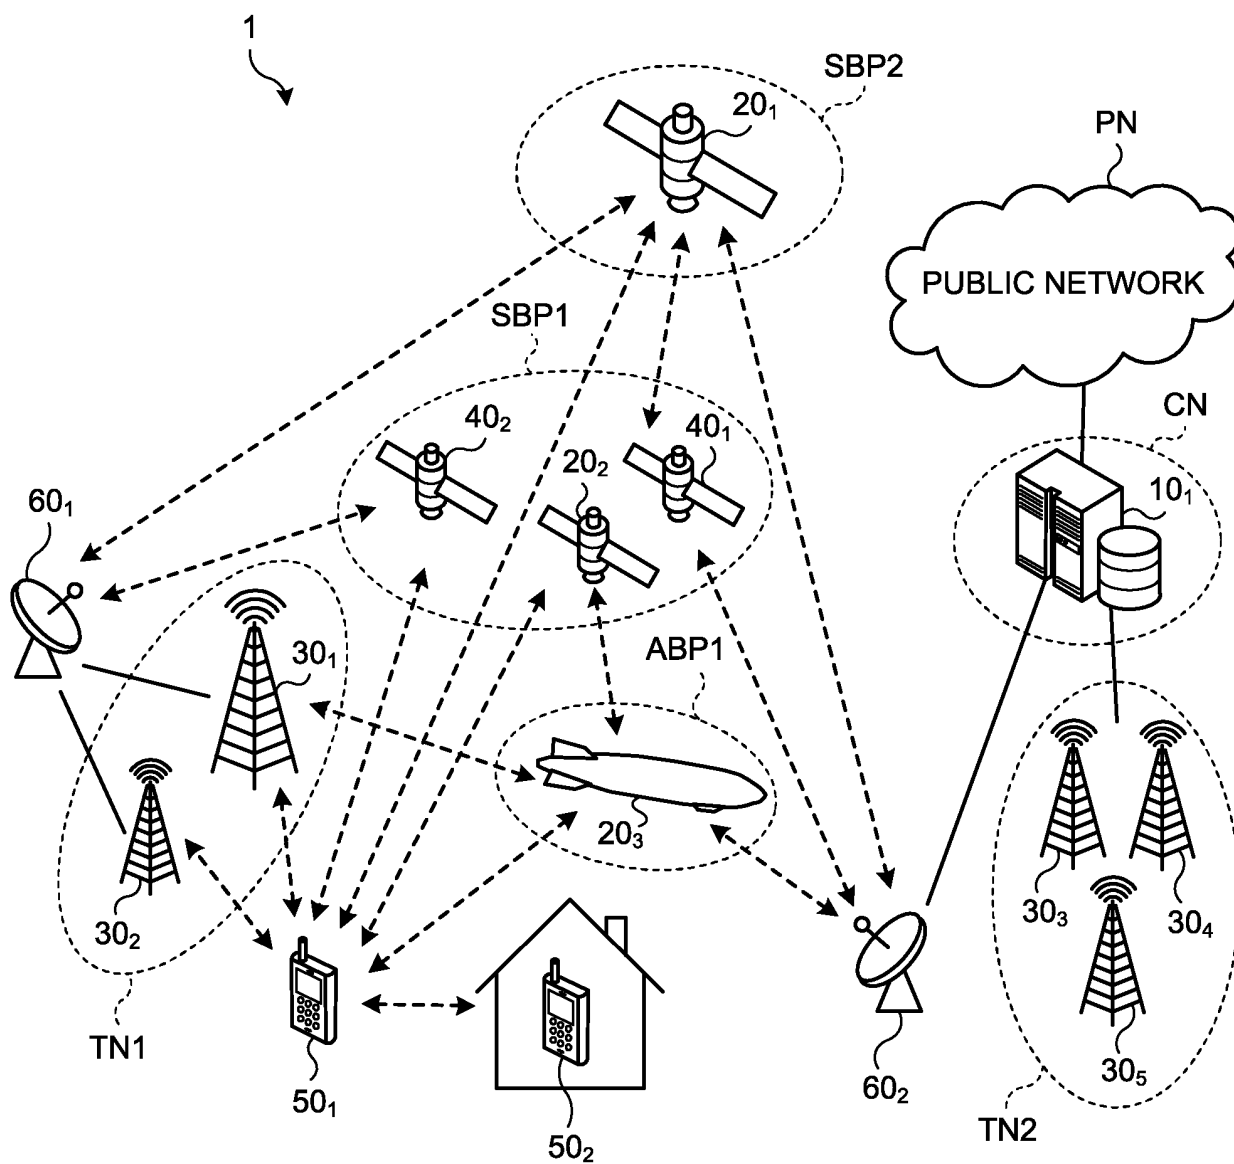 1
SBP2
20₁
PN
PUBLIC NETWORK
SBP1
40₂
40₁
20₂
CN
10₁
60₁
30₁
ABP1
20₃
30₂
30₃
30₄
30₅
TN1
50₁
50₂
60₂
TN2